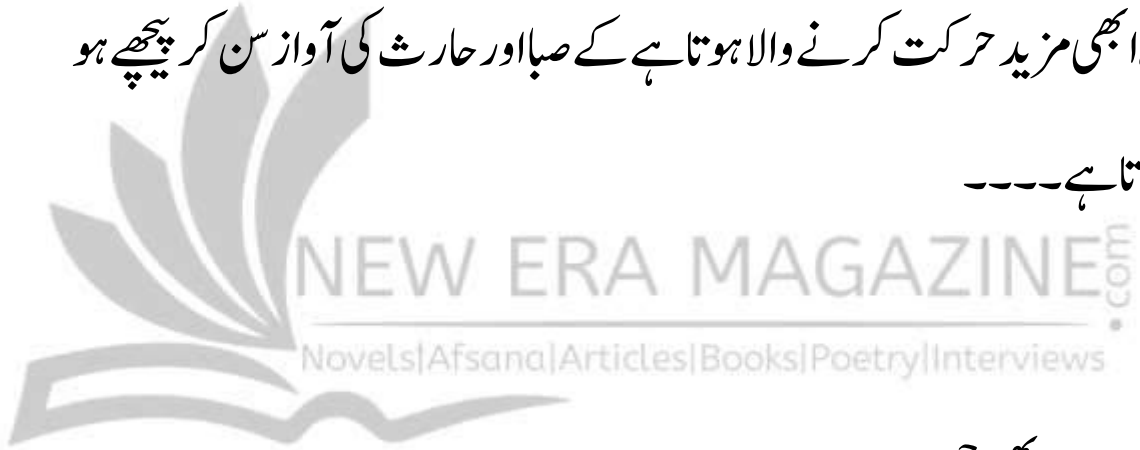 ابھی مزید حرکت کرنے والا ہوتا ہے کے صبا اور حارث کی آواز سن کر پیچھے ہو
تا ہے ----
NEW ERA MAGAZINE.com
Novels|Afsana|Articles|Books|Poetry|Interviews